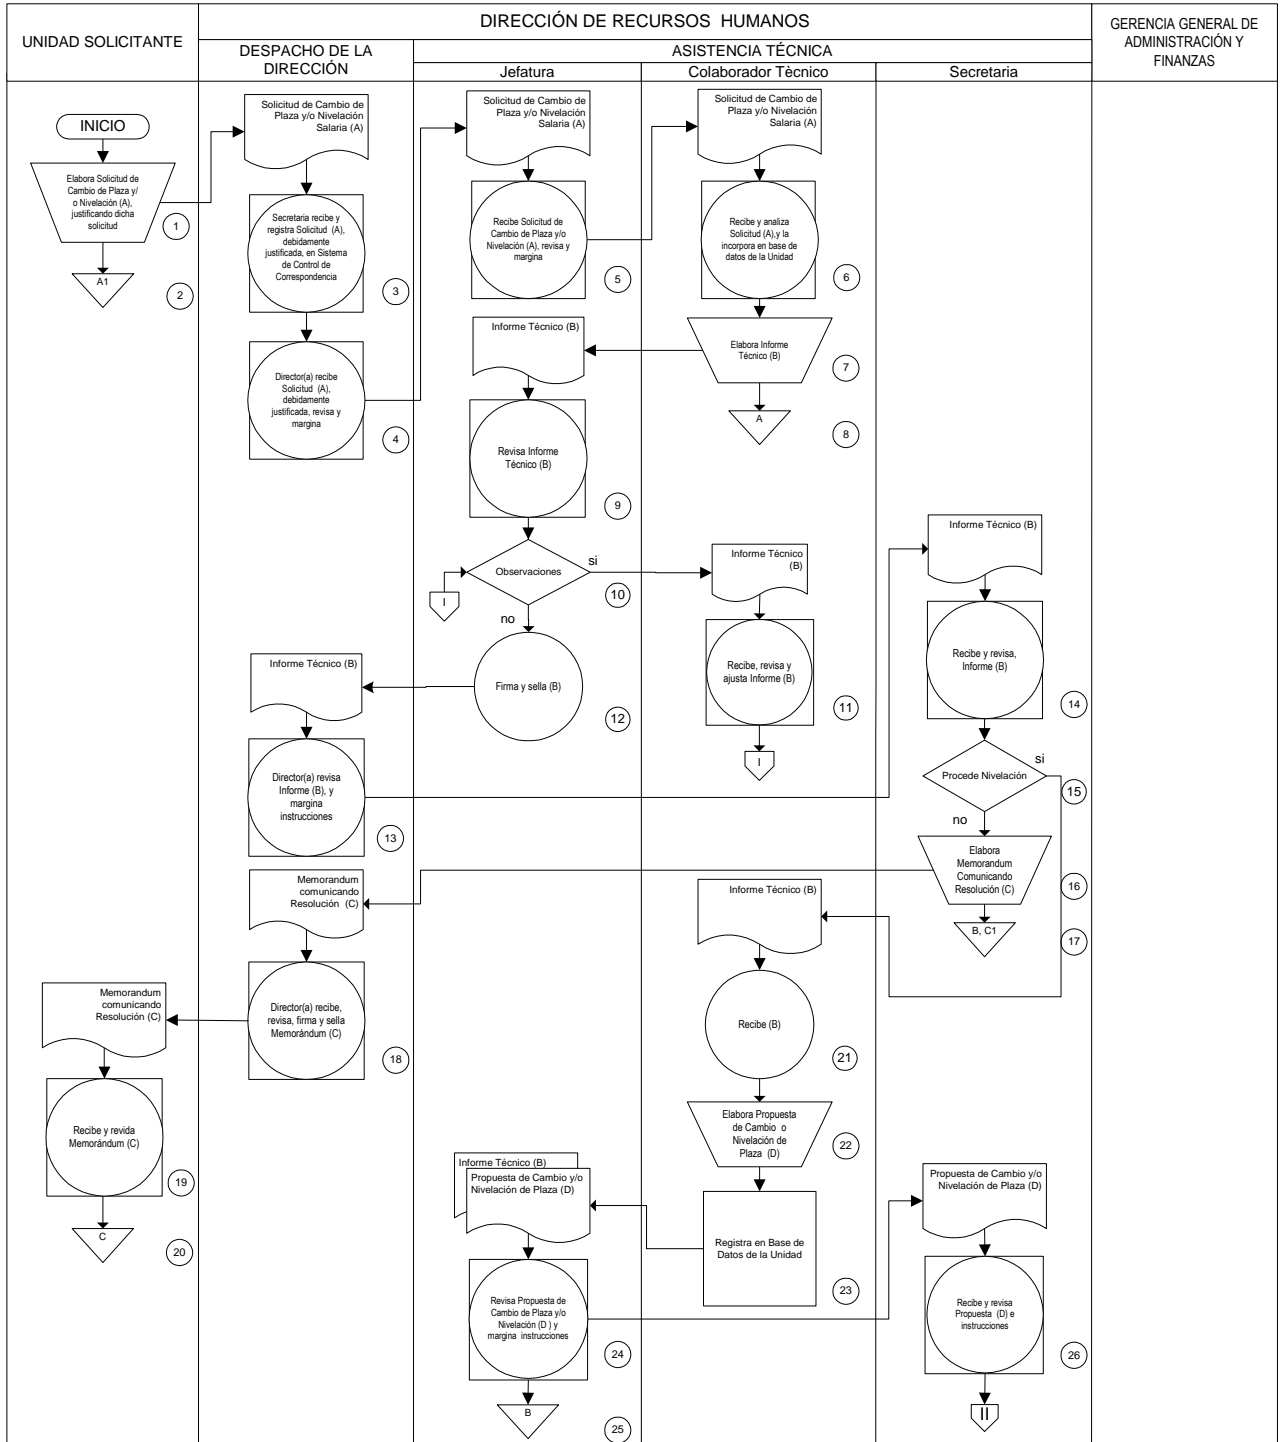 UNIDAD SOLICITANTE
DIRECCIÓN DE RECURSOS  HUMANOS
GERENCIA GENERAL DE
ADMINISTRACIÓN Y
FINANZAS
DESPACHO DE LA
DIRECCIÓN
ASISTENCIA TÉCNICA
Jefatura
Colaborador Tècnico
Secretaria
INICIO
Elabora Solicitud de
Cambio de Plaza y/
o Nivelación (A),
justificando dicha
solicitud
1
A1
2
Solicitud de Cambio de
Plaza y/o Nivelación
Salaria (A)
Secretaria recibe y
registra Solicitud  (A),
debidamente
justificada, en Sistema
de Control de
Correspondencia
3
Director(a) recibe
Solicitud  (A),
debidamente
justificada, revisa y
margina
4
Solicitud de Cambio de
Plaza y/o Nivelación
Salaria (A)
Recibe Solicitud de
Cambio de Plaza y/o
Nivelación (A), revisa y
margina
5
Solicitud de Cambio de
Plaza y/o Nivelación
Salaria (A)
Recibe y analiza
Solicitud (A),y la
incorpora en base de
datos de la Unidad
6
Elabora Informe
Técnico (B)
7
A
8
Informe Técnico (B)
Revisa Informe
Técnico (B)
9
Observaciones
si
10
I
no
Informe Técnico
(B)
Recibe, revisa y
ajusta Informe (B)
11
I
Firma y sella (B)
12
Informe Técnico (B)
Director(a) revisa
Informe (B), y
margina
instrucciones
13
Informe Técnico (B)
Recibe y revisa,
Informe (B)
14
Procede Nivelación
si
15
no
Elabora
Memorandum
Comunicando
Resolución (C)
16
B, C1
17
Memorandum
comunicando
Resolución  (C)
Director(a) recibe,
revisa, firma y sella
Memorándum (C)
18
Memorandum
comunicando
Resolución (C)
Recibe y revida
Memorándum (C)
19
C
20
Informe Técnico (B)
Recibe (B)
21
Elabora Propuesta
de Cambio  o
Nivelación de
Plaza  (D)
22
Registra en Base de
Datos de la Unidad
23
Informe Técnico (B)
Propuesta de Cambio y/o
Nivelación de Plaza (D)
Revisa Propuesta de
Cambio de Plaza y/o
Nivelación (D ) y
margina  instrucciones
24
B
25
Propuesta de Cambio y/o
Nivelación de Plaza (D)
Recibe y revisa
Propuesta  (D) e
instrucciones
26
II